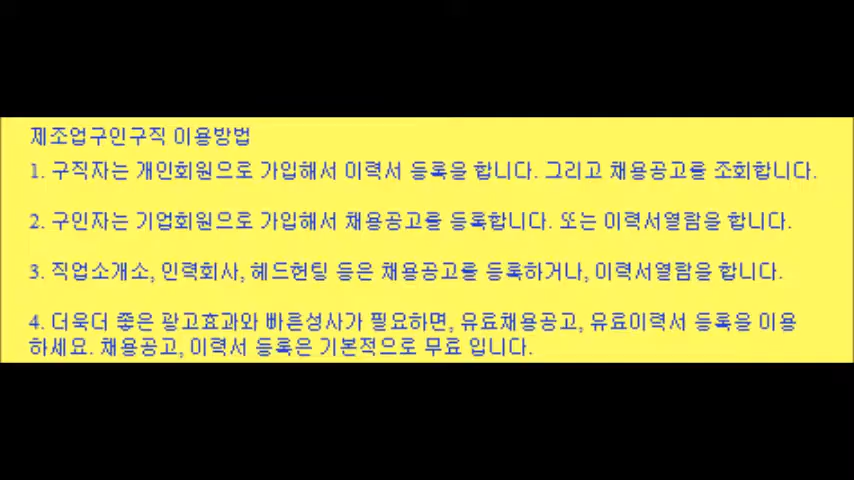 제조업구인구직 이용방법
1. 구직자는 개인회원으로 가입해서 이력서 등록을 합니다. 그리고 채용공고를 조회합니다.
2. 구인자는 기업회원으로 가입해서 채용공고를 등록합니다. 또는 이력서열람을 합니다.
3. 직업소개소, 인력회사, 헤드헌팅 등은 채용공고를 등록하거나, 이력서열람을 합니다.
4. 더욱더 좋은 광고효과와 빠른성사가 필요하면, 유료채용공고, 유료이력서 등록을 이용
하세요. 채용공고, 이력서 등록은 기본적으로 무료 입니다.